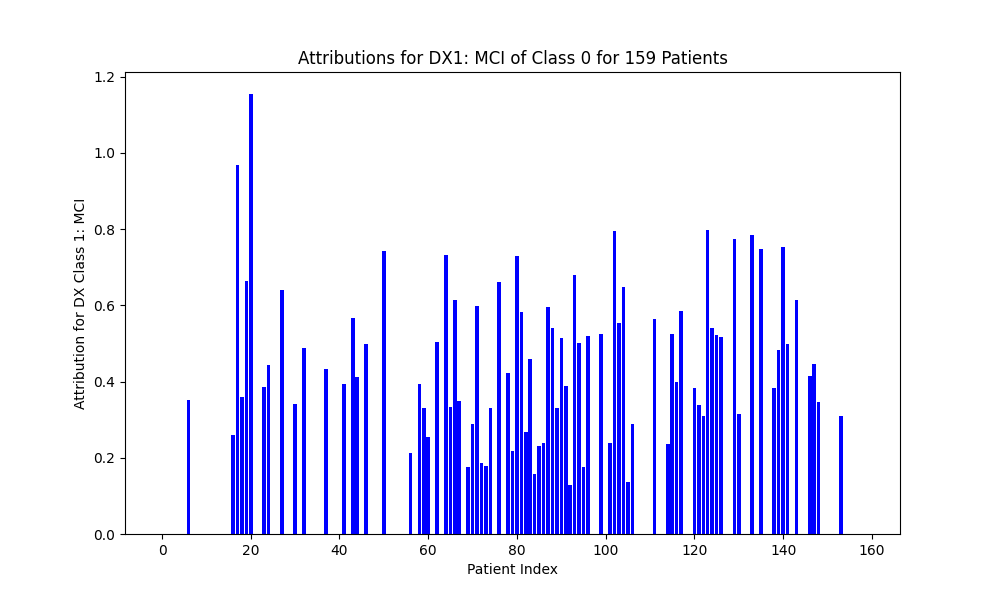 Attributions for DX1: MCI of Class 0 for 159 Patients
Attribution for DX Class 1: MCI
1.2
1.0
0.8
0.6
0.4
0.2
0.0
0 20 40 60 80 100 120 140 160
Patient Index